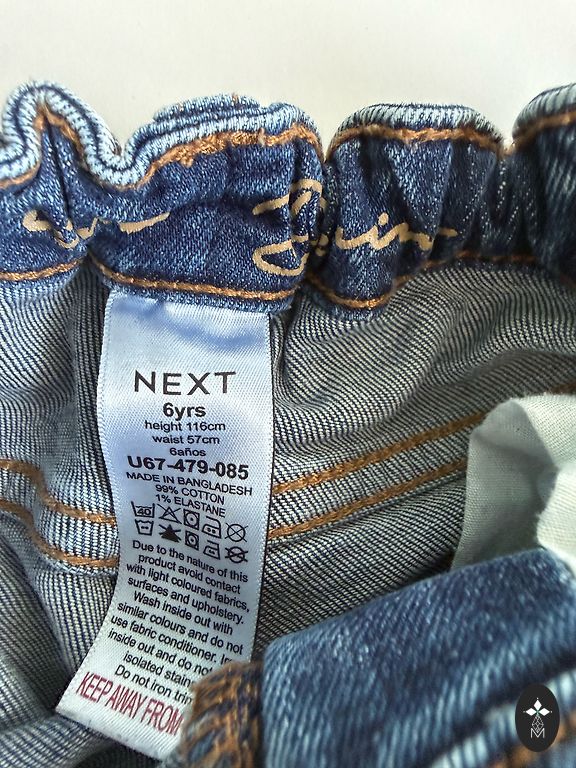 NEXT
6yrs
height 116cm
waist 57cm
6años
U67-479-085
MADE IN BANGLADESH
99% COTTON
1% ELASTANE
40
Due to the nature of this
product avoid contact
with light coloured fabrics,
surfaces and upholstery.
Wash inside out with
similar colours and do not
use fabric conditioner.
inside out and do not
isolated stain
Do not iron trim
KEEP AWAY FROM
M